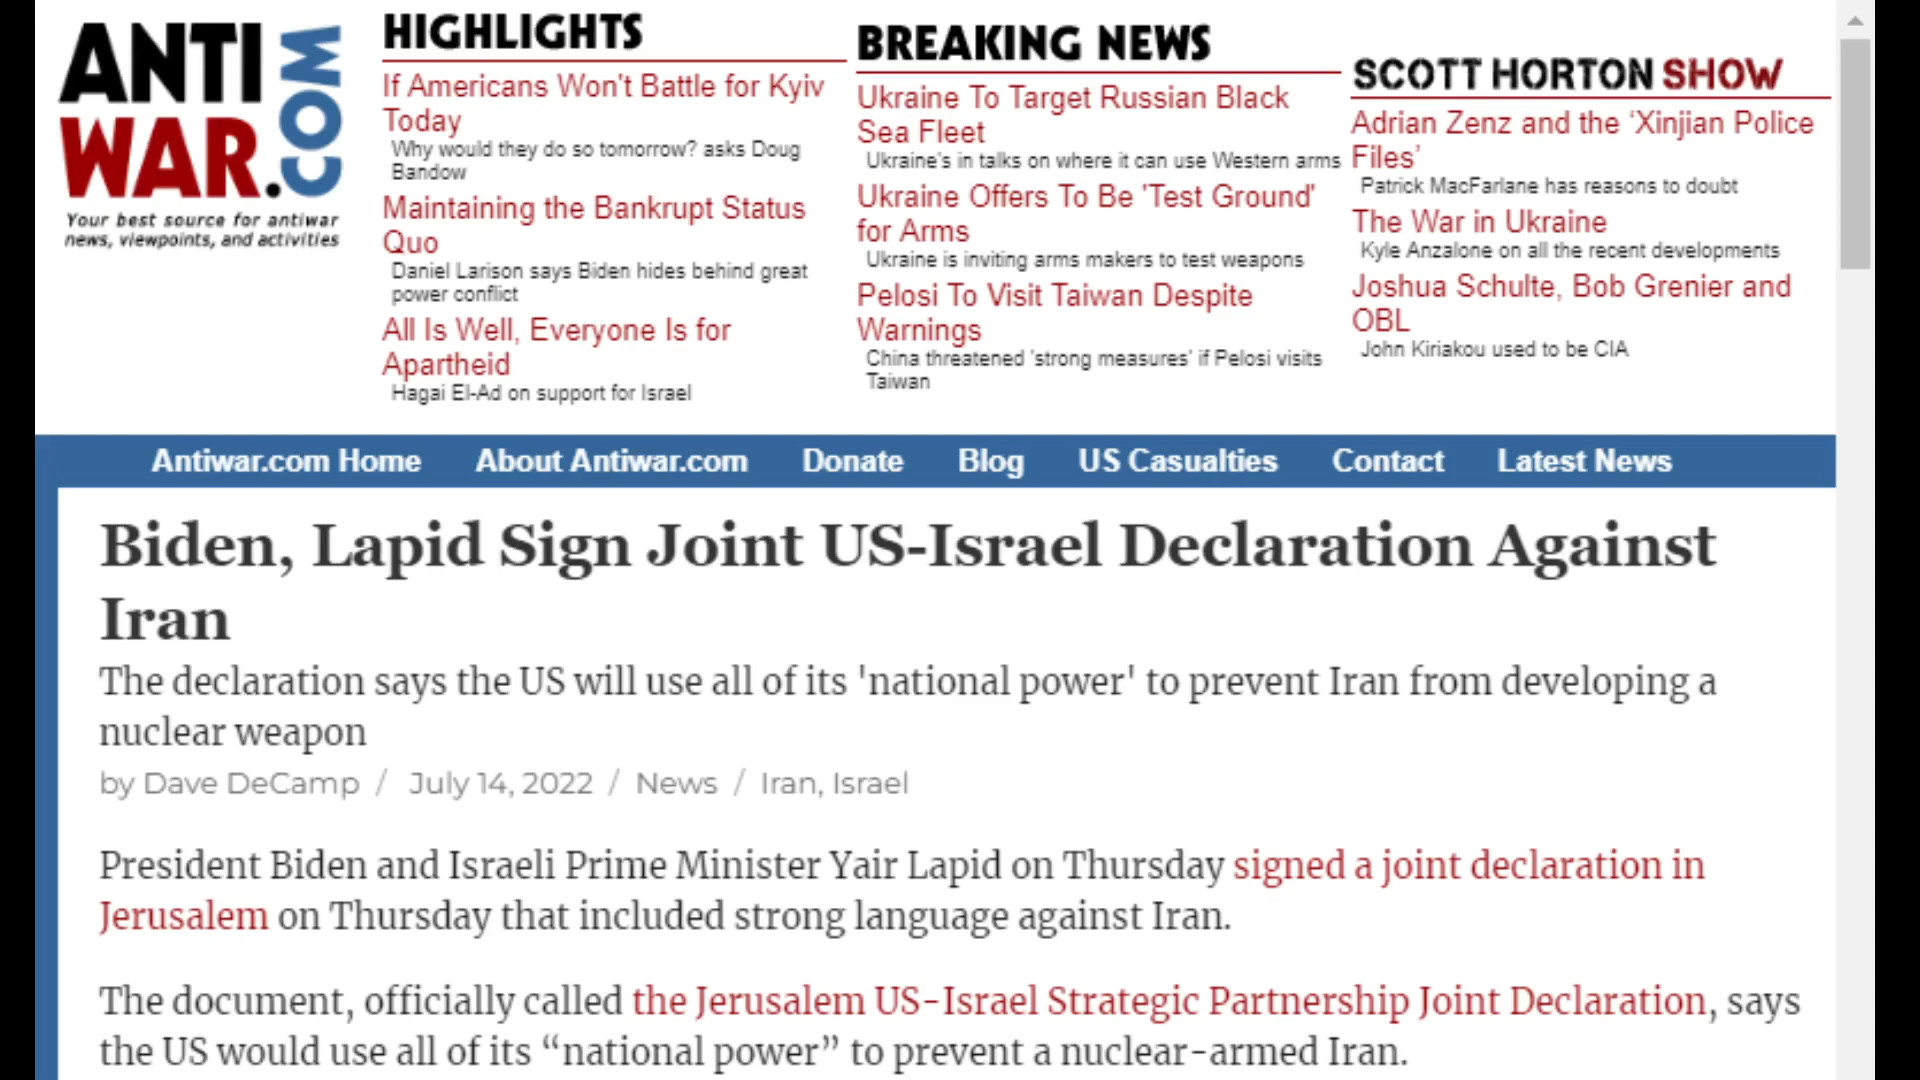 ANTI
WAR.COM
Your best source for antiwar
news, viewpoints, and activities
HIGHLIGHTS
If Americans Won't Battle for Kyiv
Today
Why would they do so tomorrow? asks Doug
Bandow
Maintaining the Bankrupt Status
Quo
Daniel Larison says Biden hides behind great
power conflict
All Is Well, Everyone Is for
Apartheid
Hagai El-Ad on support for Israel
BREAKING NEWS
Ukraine To Target Russian Black
Sea Fleet
Ukraine's in talks on where it can use Western arms
Ukraine Offers To Be 'Test Ground'
for Arms
Ukraine is inviting arms makers to test weapons
Pelosi To Visit Taiwan Despite
Warnings
China threatened 'strong measures' if Pelosi visits
Taiwan
SCOTT HORTON SHOW
Adrian Zenz and the ‘Xinjian Police
Files’
Patrick MacFarlane has reasons to doubt
The War in Ukraine
Kyle Anzalone on all the recent developments
Joshua Schulte, Bob Grenier and
OBL
John Kiriakou used to be CIA
Antiwar.com Home About Antiwar.com Donate Blog US Casualties Contact Latest News
Biden, Lapid Sign Joint US-Israel Declaration Against
Iran
The declaration says the US will use all of its 'national power' to prevent Iran from developing a
nuclear weapon
by Dave DeCamp / July 14, 2022 / News / Iran, Israel
President Biden and Israeli Prime Minister Yair Lapid on Thursday signed a joint declaration in
Jerusalem on Thursday that included strong language against Iran.
The document, officially called the Jerusalem US-Israel Strategic Partnership Joint Declaration, says
the US would use all of its “national power” to prevent a nuclear-armed Iran.